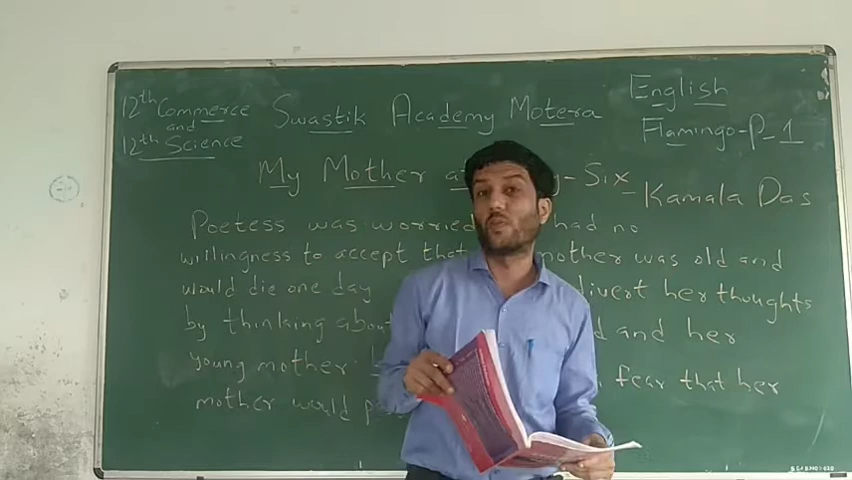 12th Commerce
and
12th Science
Swastik Academy Motera
English
Flamingo-P-1
My Mother a -Six
Kamala Das
Poetess was worried had no
willingness to accept that mother was old and
would die one day divert her thoughts
by thinking about and her
young mother. fear that her
mother would